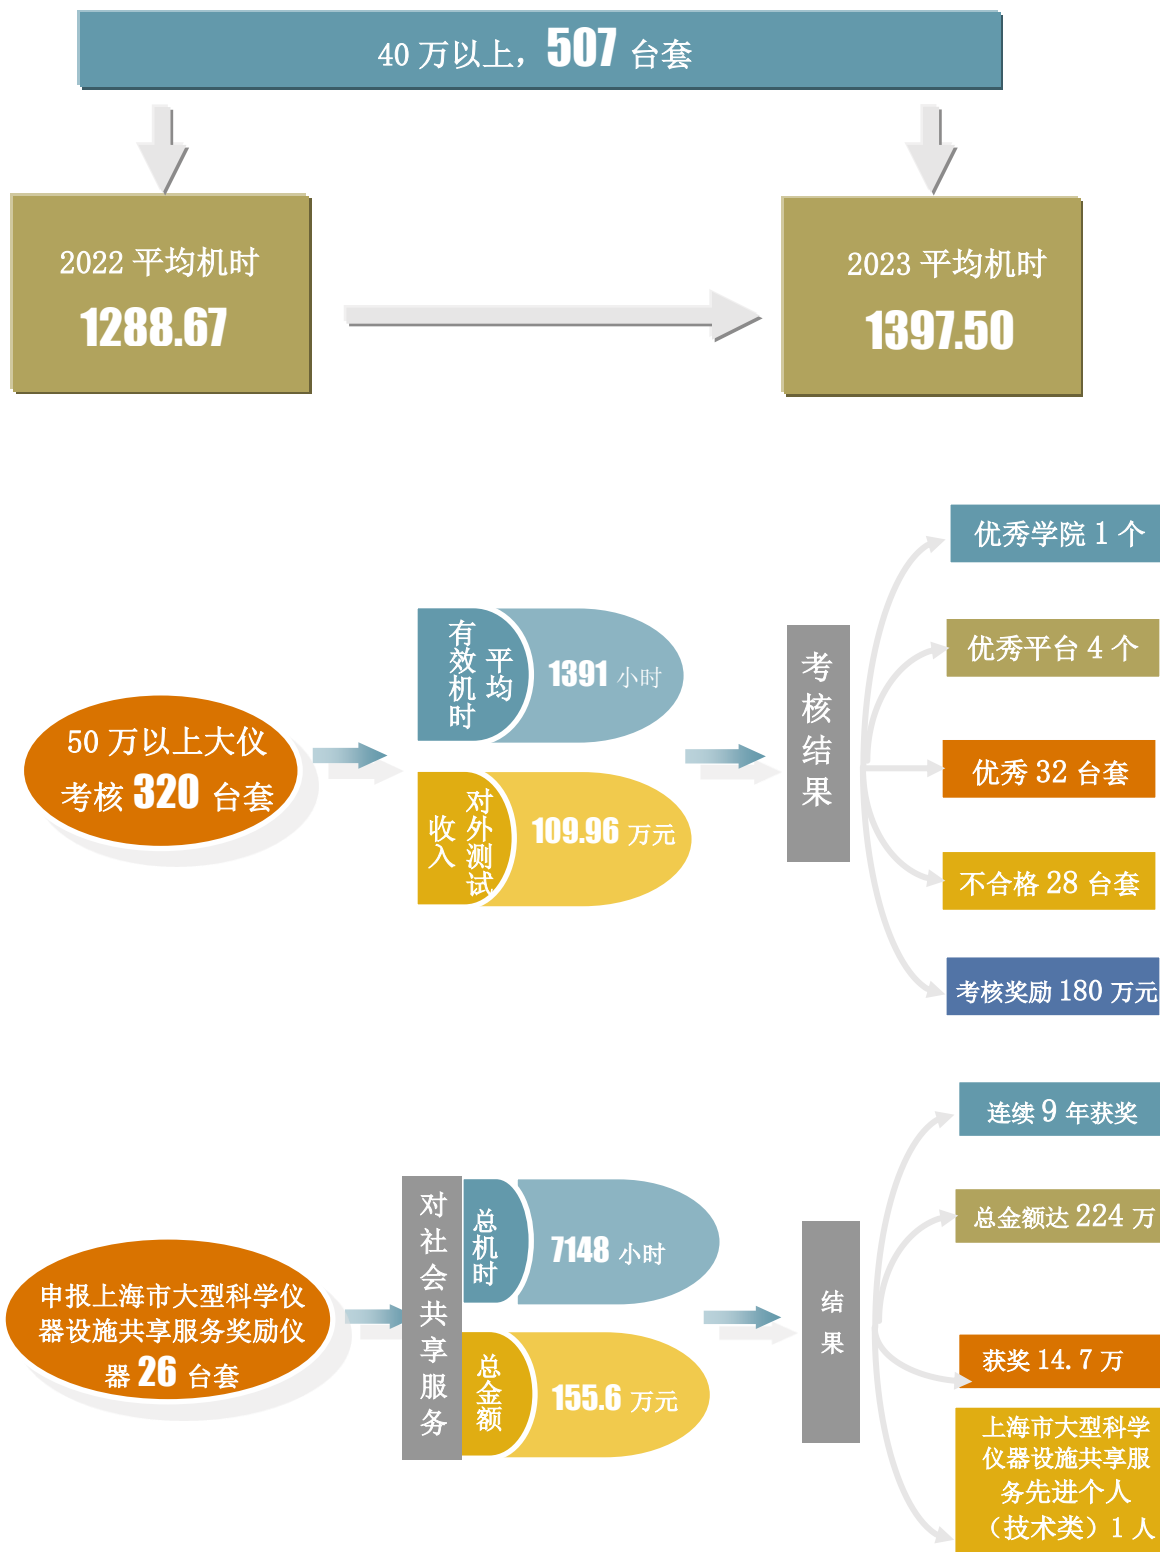 40 万以上，507 台套
2022 平均机时
1288.67
2023 平均机时
1397.50
50 万以上大仪
考核 320 台套
平均
有效机时
1391 小时
对外测试
收入
109.96 万元
考核结果
优秀学院 1 个
优秀平台 4 个
优秀 32 台套
不合格 28 台套
考核奖励 180 万元
申报上海市大型科学仪
器设施共享服务奖励仪
器 26 台套
对社会共享服务
总机时
7148 小时
总金额
155.6 万元
结果
连续 9 年获奖
总金额达 224 万
获奖 14.7 万
上海市大型科学
仪器设施共享服
务先进个人
（技术类）1 人